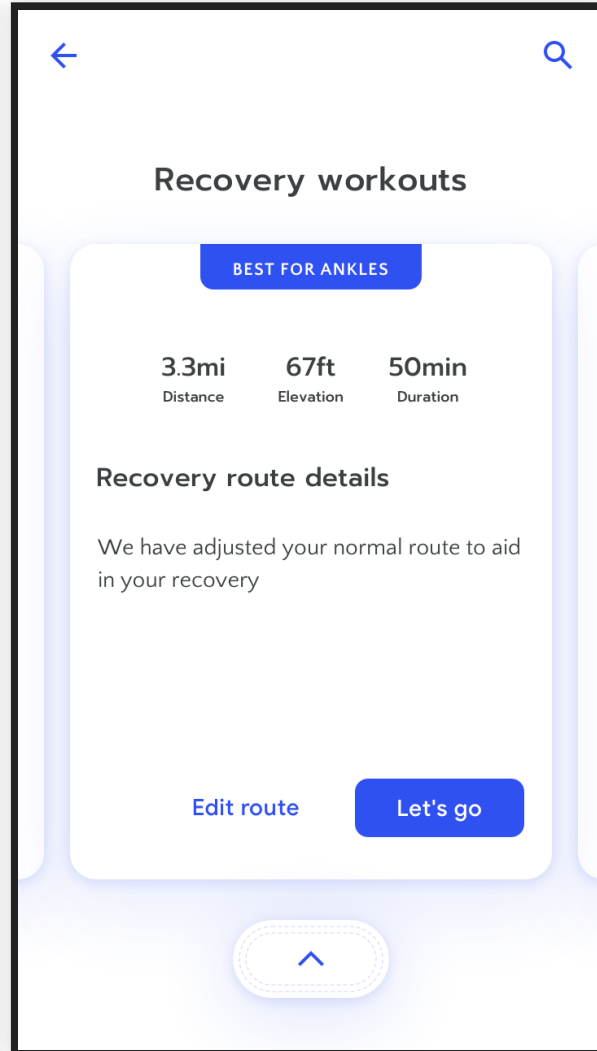 Recovery workouts
BEST FOR ANKLES
3.3mi 67ft 50min
Distance Elevation Duration
Recovery route details
We have adjusted your normal route to aid
in your recovery
Edit route Let's go